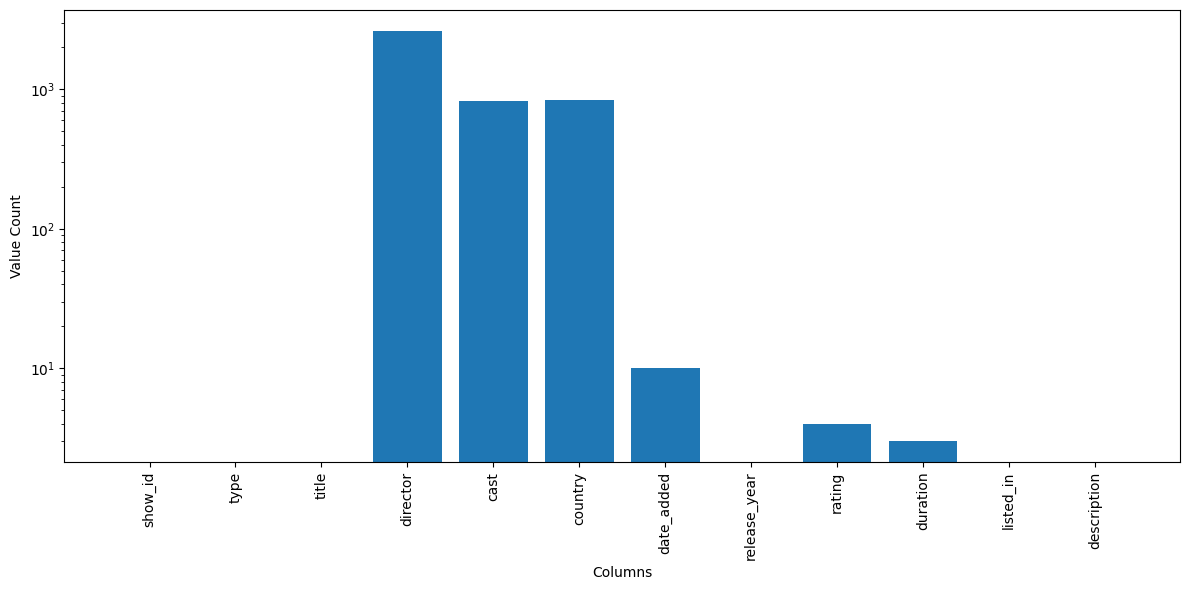 Value Count
10³
10²
10¹
show_id
type
title
director
cast
country
date_added
release_year
rating
duration
listed_in
description
Columns